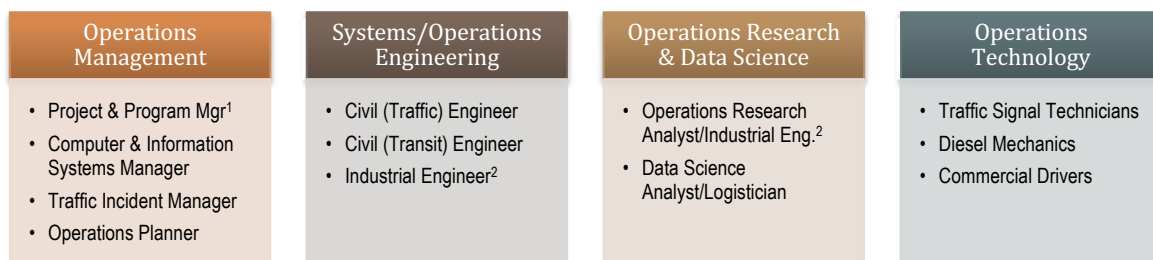 Operations
Management
• Project & Program Mgr¹
• Computer & Information
Systems Manager
• Traffic Incident Manager
• Operations Planner
Systems/Operations
Engineering
• Civil (Traffic) Engineer
• Civil (Transit) Engineer
• Industrial Engineer²
Operations Research
& Data Science
• Operations Research
Analyst/Industrial Eng.²
• Data Science
Analyst/Logistician
Operations
Technology
• Traffic Signal Technicians
• Diesel Mechanics
• Commercial Drivers